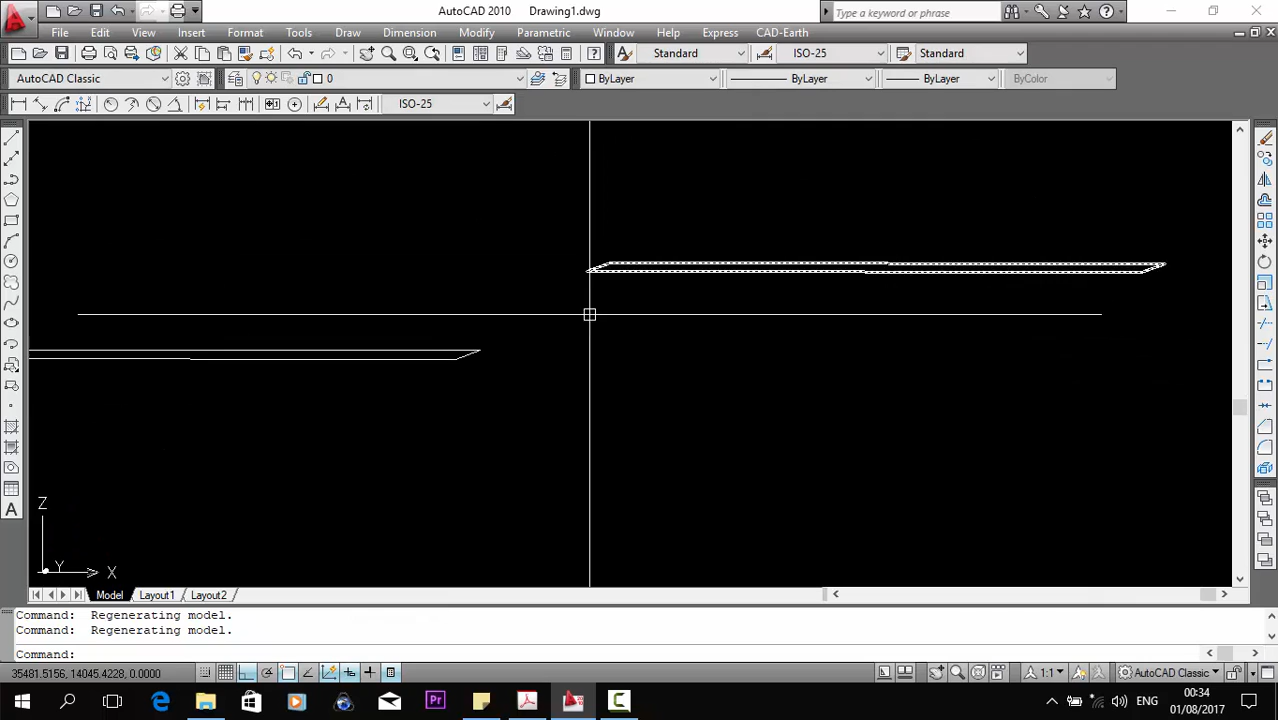 AutoCAD 2010 Drawing1.dwg
Type a keyword or phrase
File Edit View Insert Format Tools Draw Dimension Modify Parametric Window Help Express CAD-Earth
Standard ISO-25 Standard
AutoCAD Classic 0 ByLayer ByLayer ByLayer ByColor
ISO-25
A
Z
Y X
Model Layout1 Layout2
Command: Regenerating model.
Command: Regenerating model.
Command:
35481.5156, 14045.4228, 0.0000 1:1 AutoCAD Classic
Pr ENG 00:34
01/08/2017